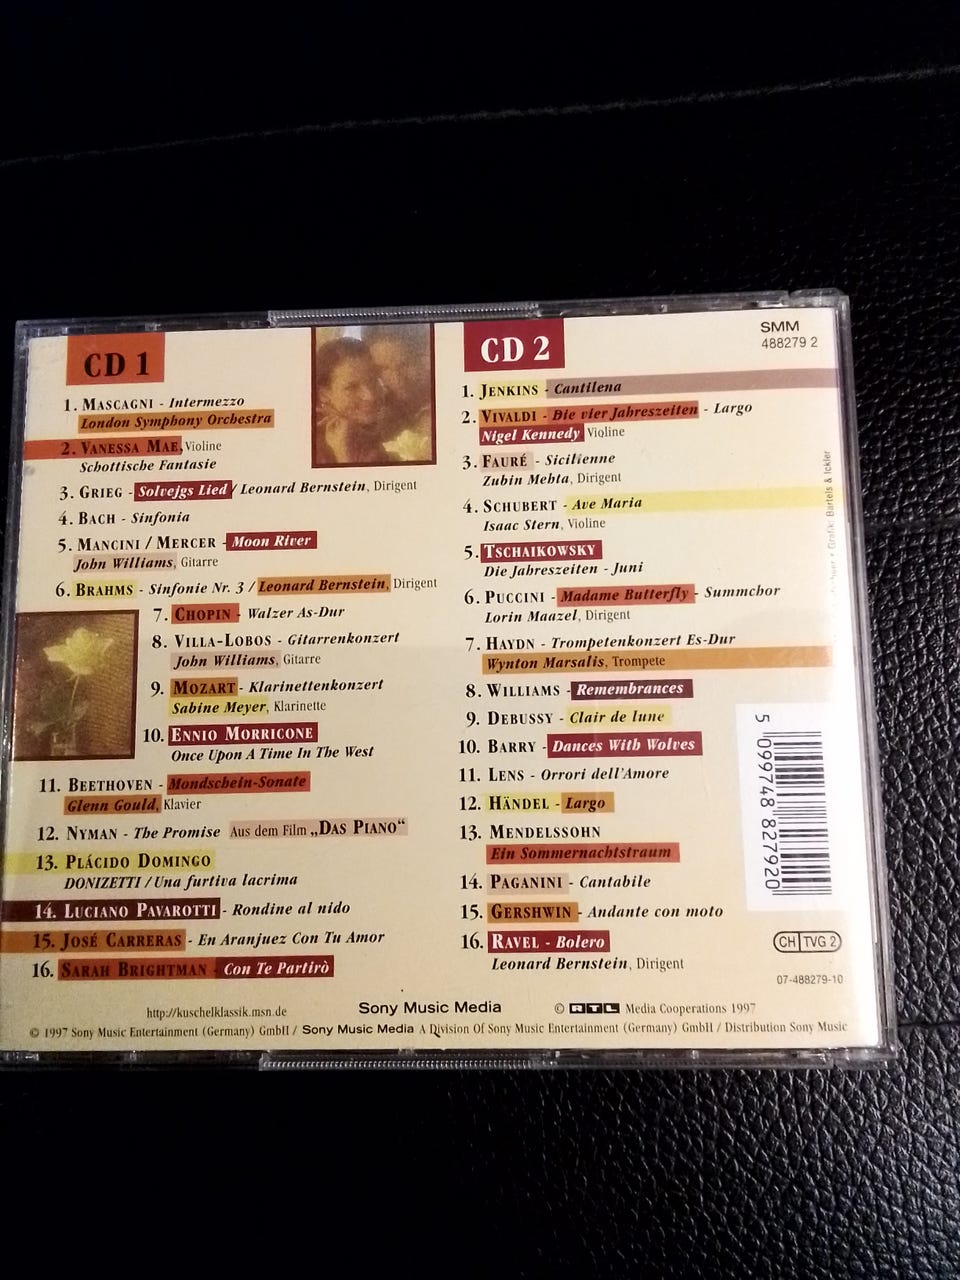 CD 1
1. MASCAGNI - Intermezzo
London Symphony Orchestra
2. VANESSA MAE, Violine
Schottische Fantasie
3. GRIEG - Solvejgs Lied / Leonard Bernstein, Dirigent
4. BACH - Sinfonia
5. MANCINI / MERCER - Moon River
John Williams, Gitarre
6. BRAHMS - Sinfonie Nr. 3 / Leonard Bernstein, Dirigent
7. CHOPIN - Walzer As-Dur
8. VILLA-LOBOS - Gitarrenkonzert
John Williams, Gitarre
9. MOZART - Klarinettenkonzert
Sabine Meyer, Klarinette
10. ENNIO MORRICONE
Once Upon A Time In The West
11. BEETHOVEN - Mondschein-Sonate
Glenn Gould, Klavier
12. NYMAN - The Promise Aus dem Film „DAS PIANO“
13. PLÁCIDO DOMINGO
DONIZETTI / Una furtiva lacrima
14. LUCIANO PAVAROTTI - Rondine al nido
15. JOSÉ CARRERAS - En Aranjuez Con Tu Amor
16. SARAH BRIGHTMAN - Con Te Partirò
CD 2
1. JENKINS - Cantilena
2. VIVALDI - Die vier Jahreszeiten - Largo
Nigel Kennedy Violine
3. FAURÉ - Sicilienne
Zubin Mehta, Dirigent
4. SCHUBERT - Ave Maria
Isaac Stern, Violine
5. TSCHAIKOWSKY
Die Jahreszeiten - Juni
6. PUCCINI - Madame Butterfly - Summchor
Lorin Maazel, Dirigent
7. HAYDN - Trompetenkonzert Es-Dur
Wynton Marsalis, Trompete
8. WILLIAMS - Remembrances
9. DEBUSSY - Clair de lune
10. BARRY - Dances With Wolves
11. LENS - Orrori dell'Amore
12. HÄNDEL - Largo
13. MENDELSSOHN
Ein Sommernachtstraum
14. PAGANINI - Cantabile
15. GERSHWIN - Andante con moto
16. RAVEL - Bolero
Leonard Bernstein, Dirigent
SMM
488279 2
Grafik: Bartels & Ickler
5 099748 827920
CH TVG 2
07-488279-10
http://kuschelklassik.msn.de
Sony Music Media
© RTL Media Cooperations 1997
© 1997 Sony Music Entertainment (Germany) GmbH / Sony Music Media A Division Of Sony Music Entertainment (Germany) GmbH / Distribution Sony Music